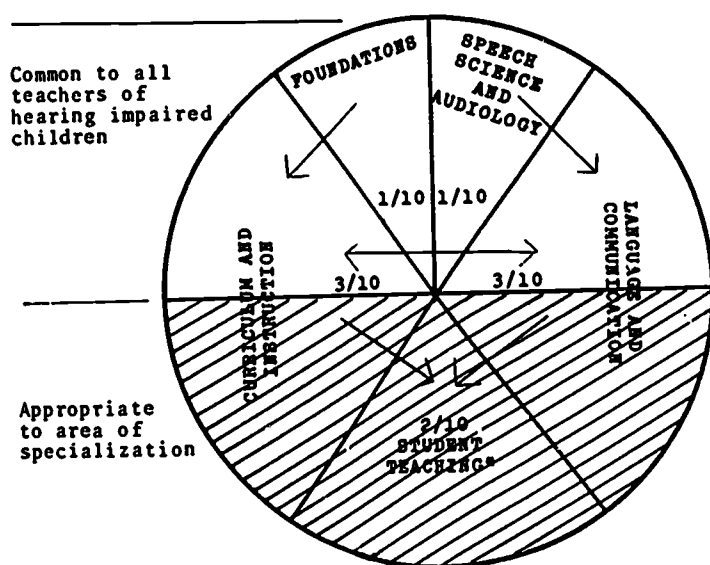 Common to all
teachers of
hearing impaired
children
FOUNDATIONS
SPEECH
SCIENCE
AND
AUDIOLOGY
1/10
1/10
CURRICULUM AND
INSTRUCTION
3/10
3/10
LANGUAGE AND
COMMUNICATION
Appropriate
to area of
specialization
2/10
STUDENT
TEACHING*